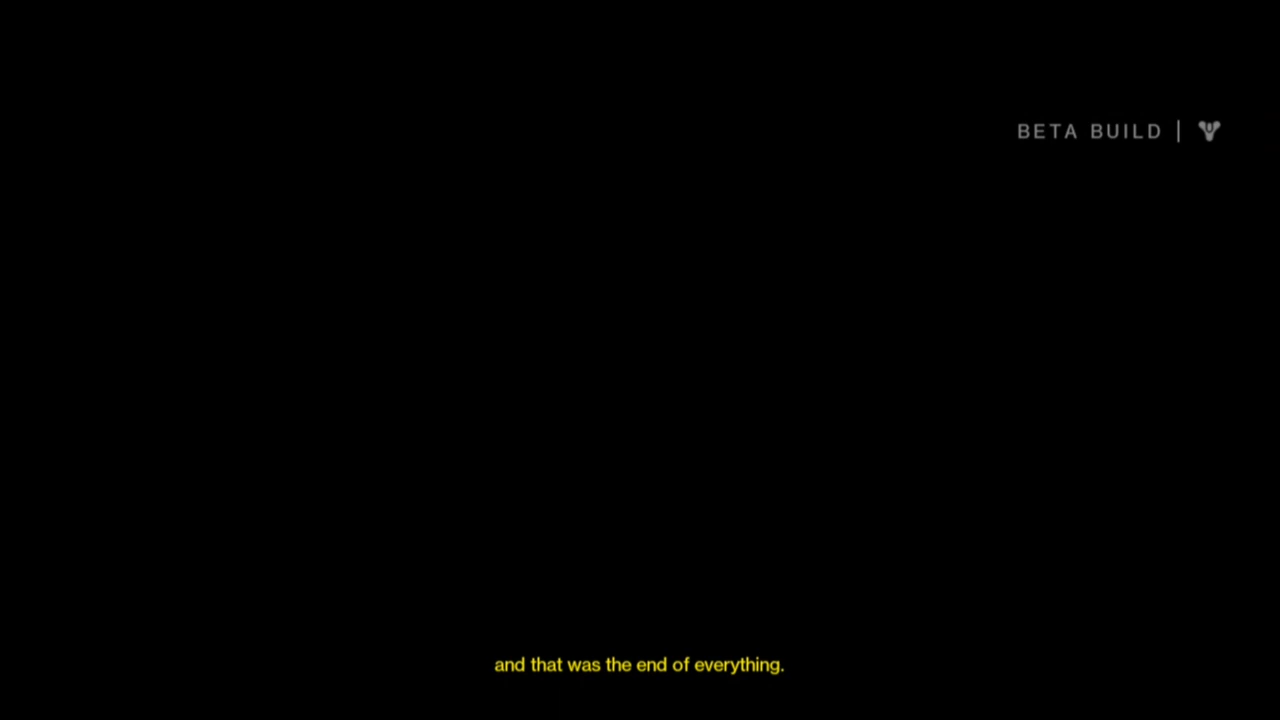 BETA BUILD |
and that was the end of everything.